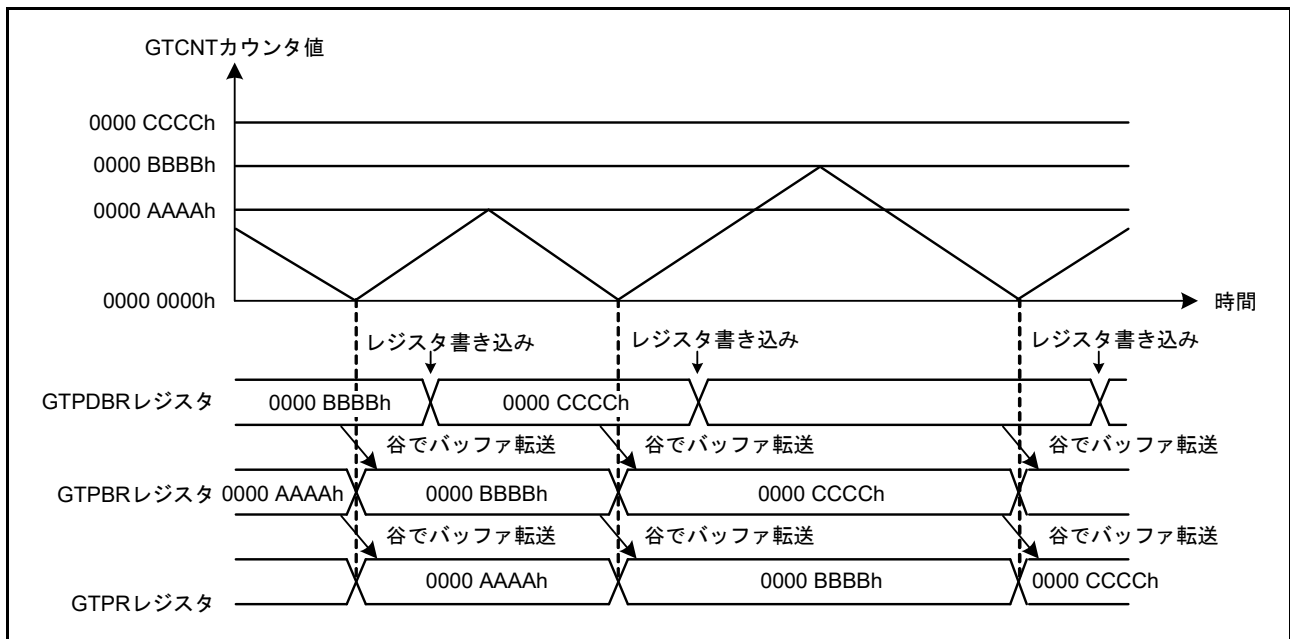 GTCNTカウンタ値
0000 CCCCh
0000 BBBBh
0000 AAAAh
0000 0000h
時間
レジスタ書き込み
レジスタ書き込み
レジスタ書き込み
GTPDBRレジスタ
0000 BBBBh
0000 CCCCh
谷でバッファ転送
谷でバッファ転送
谷でバッファ転送
GTPBRレジスタ
0000 AAAAh
0000 BBBBh
0000 CCCCh
谷でバッファ転送
谷でバッファ転送
谷でバッファ転送
GTPRレジスタ
0000 AAAAh
0000 BBBBh
0000 CCCCh